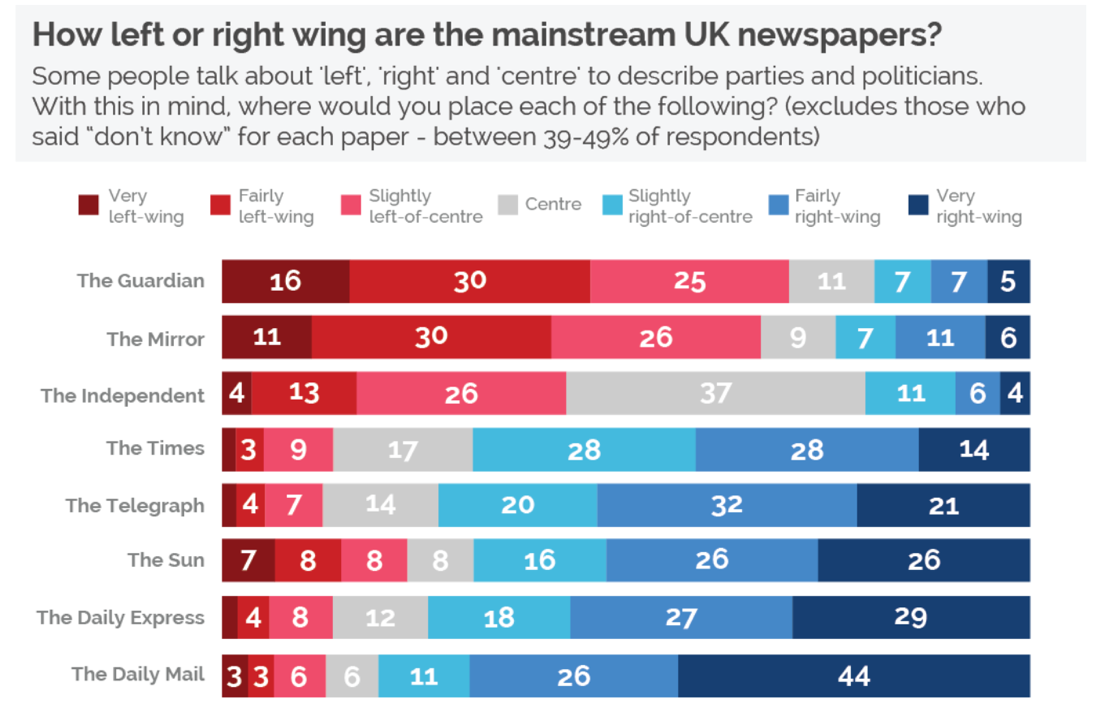 How left or right wing are the mainstream UK newspapers?
Some people talk about 'left', 'right' and 'centre' to describe parties and politicians.
With this in mind, where would you place each of the following? (excludes those who
said “don't know” for each paper - between 39-49% of respondents)
Very left-wing
Fairly left-wing
Slightly left-of-centre
Centre
Slightly right-of-centre
Fairly right-wing
Very right-wing
The Guardian 16 30 25 11 7 7 5
The Mirror 11 30 26 9 7 11 6
The Independent 4 13 26 37 11 6 4
The Times 3 9 17 28 28 14
The Telegraph 4 7 14 20 32 21
The Sun 7 8 8 8 16 26 26
The Daily Express 4 8 12 18 27 29
The Daily Mail 3 3 6 6 11 26 44